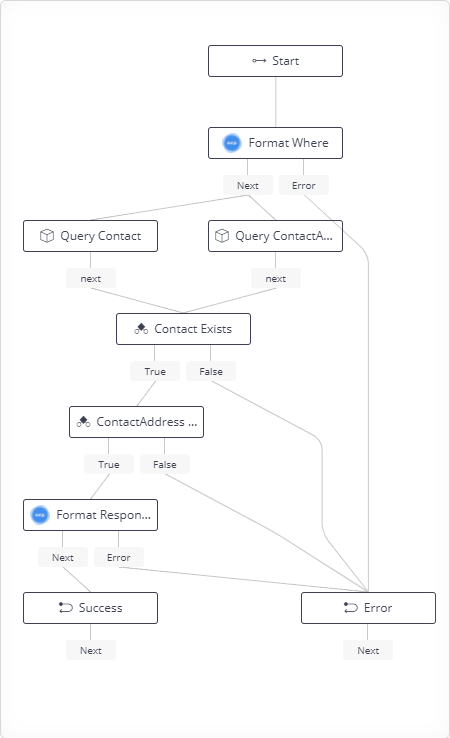 Start
Format Where
Next
Error
Query Contact
Query ContactA...
next
next
Contact Exists
True
False
ContactAddress ...
True
False
Format Respon...
Next
Error
Success
Error
Next
Next